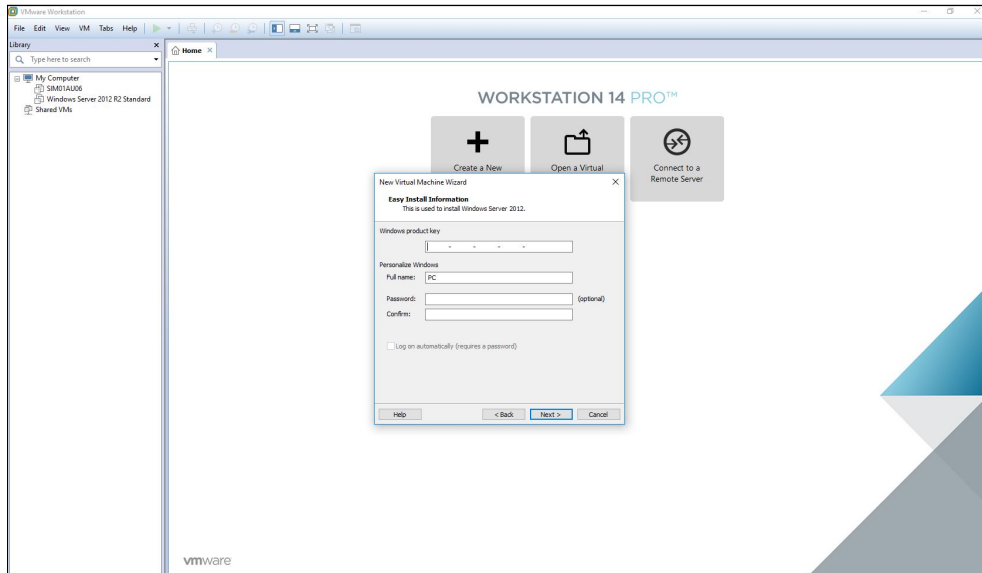 VMware Workstation
File Edit View VM Tabs Help
Library
Type here to search
My Computer
SIM01AU06
Windows Server 2012 R2 Standard
Shared VMs
Home
WORKSTATION 14 PRO™
Create a New
Open a Virtual
Connect to a
Remote Server
New Virtual Machine Wizard
Easy Install Information
This is used to install Windows Server 2012.
Windows product key
- - - -
Personalize Windows
Full name: PC
Password: (optional)
Confirm:
Log on automatically (requires a password)
Help < Back Next > Cancel
vmware